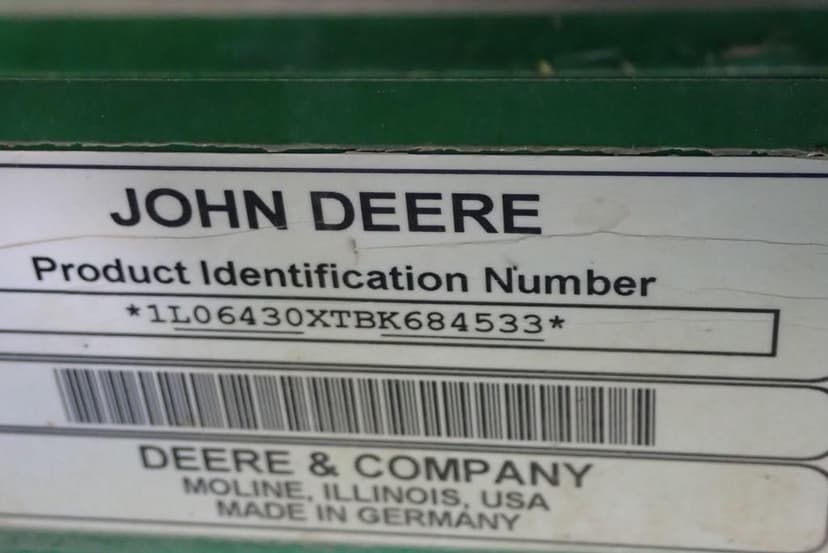 JOHN DEERE
Product Identification Number
*1L06430XTBK684533*
DEERE & COMPANY
MOLINE, ILLINOIS, USA
MADE IN GERMANY